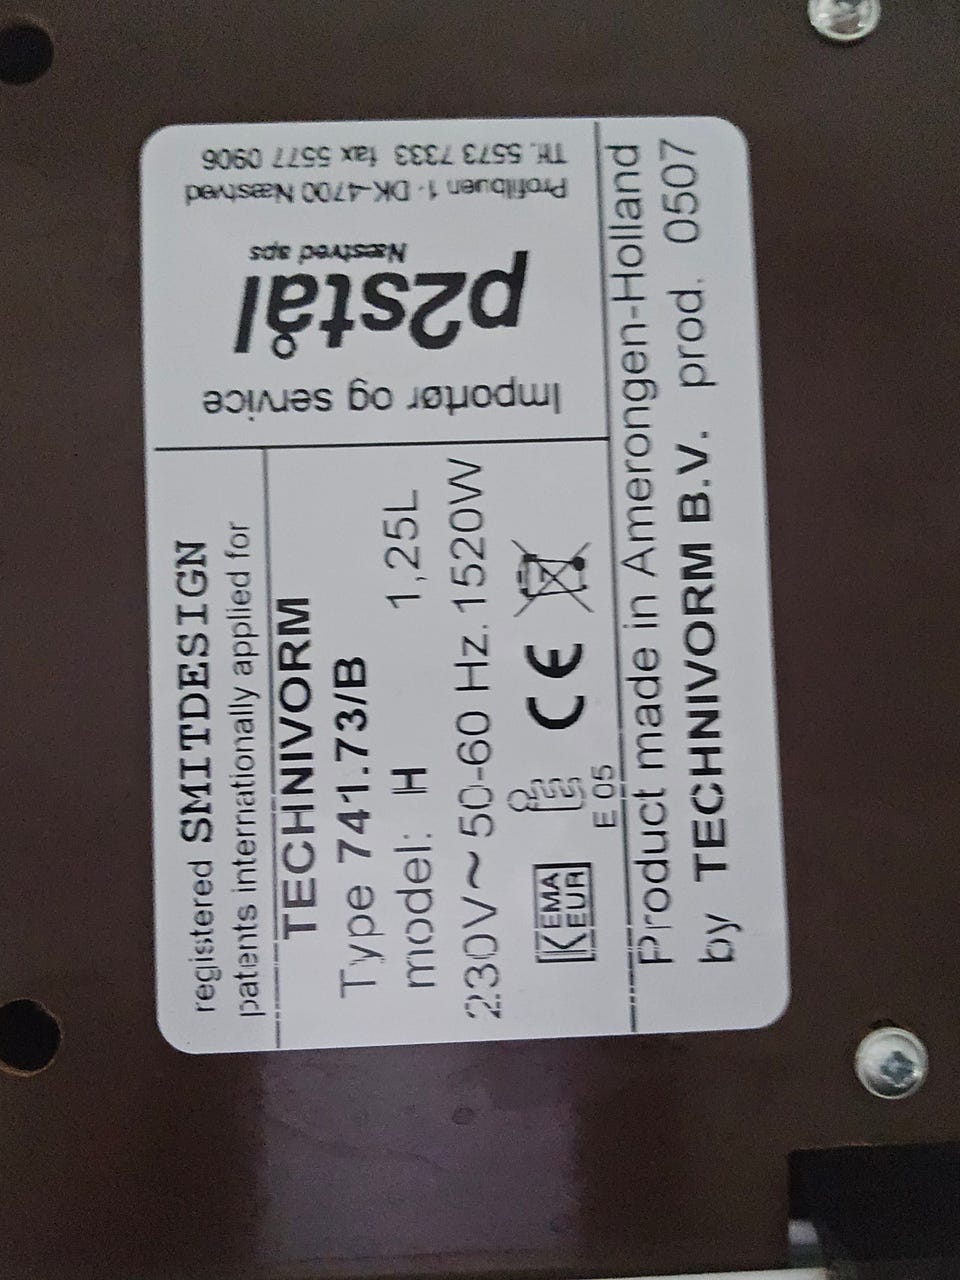 registered SMITDESIGN
patents internationally applied for
TECHNIVORM
Type 741.73/B
model: H 1,25L
230V~50-60 Hz.1520W
KEMA
EUR
E 05
CE
Product made in Amerongen-Holland
by TECHNIVORM B.V. prod. 0507
Importør og service
p2stål
Næstved aps
Profilbuen 1 · DK-4700 Næstved
Tlf. 5573 7333 fax 5577 0906